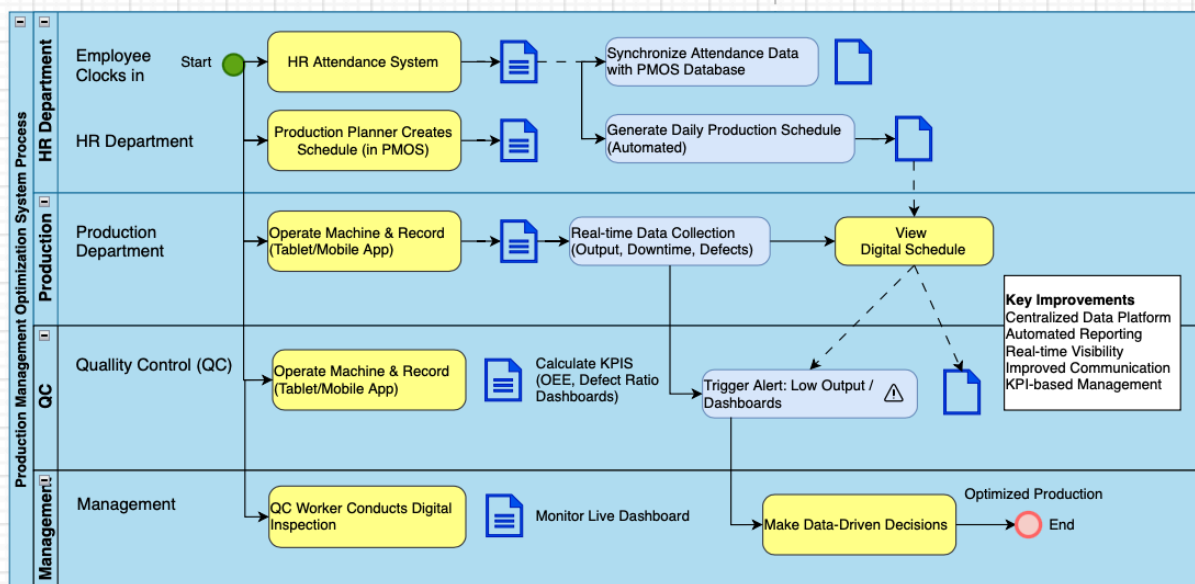 Production Management Optimization System Process
HR Department
Employee
Clocks in
Start
HR Attendance System
Synchronize Attendance Data
with PMOS Database
HR Department
Production Planner Creates
Schedule (in PMOS)
Generate Daily Production Schedule
(Automated)
Production
Production
Department
Operate Machine & Record
(Tablet/Mobile App)
Real-time Data Collection
(Output, Downtime, Defects)
View
Digital Schedule
Key Improvements
Centralized Data Platform
Automated Reporting
Real-time Visibility
Improved Communication
KPI-based Management
QC
Quallity Control (QC)
Operate Machine & Record
(Tablet/Mobile App)
Calculate KPIS
(OEE, Defect Ratio
Dashboards)
Trigger Alert: Low Output /
Dashboards
Management
Management
QC Worker Conducts Digital
Inspection
Monitor Live Dashboard
Make Data-Driven Decisions
Optimized Production
End